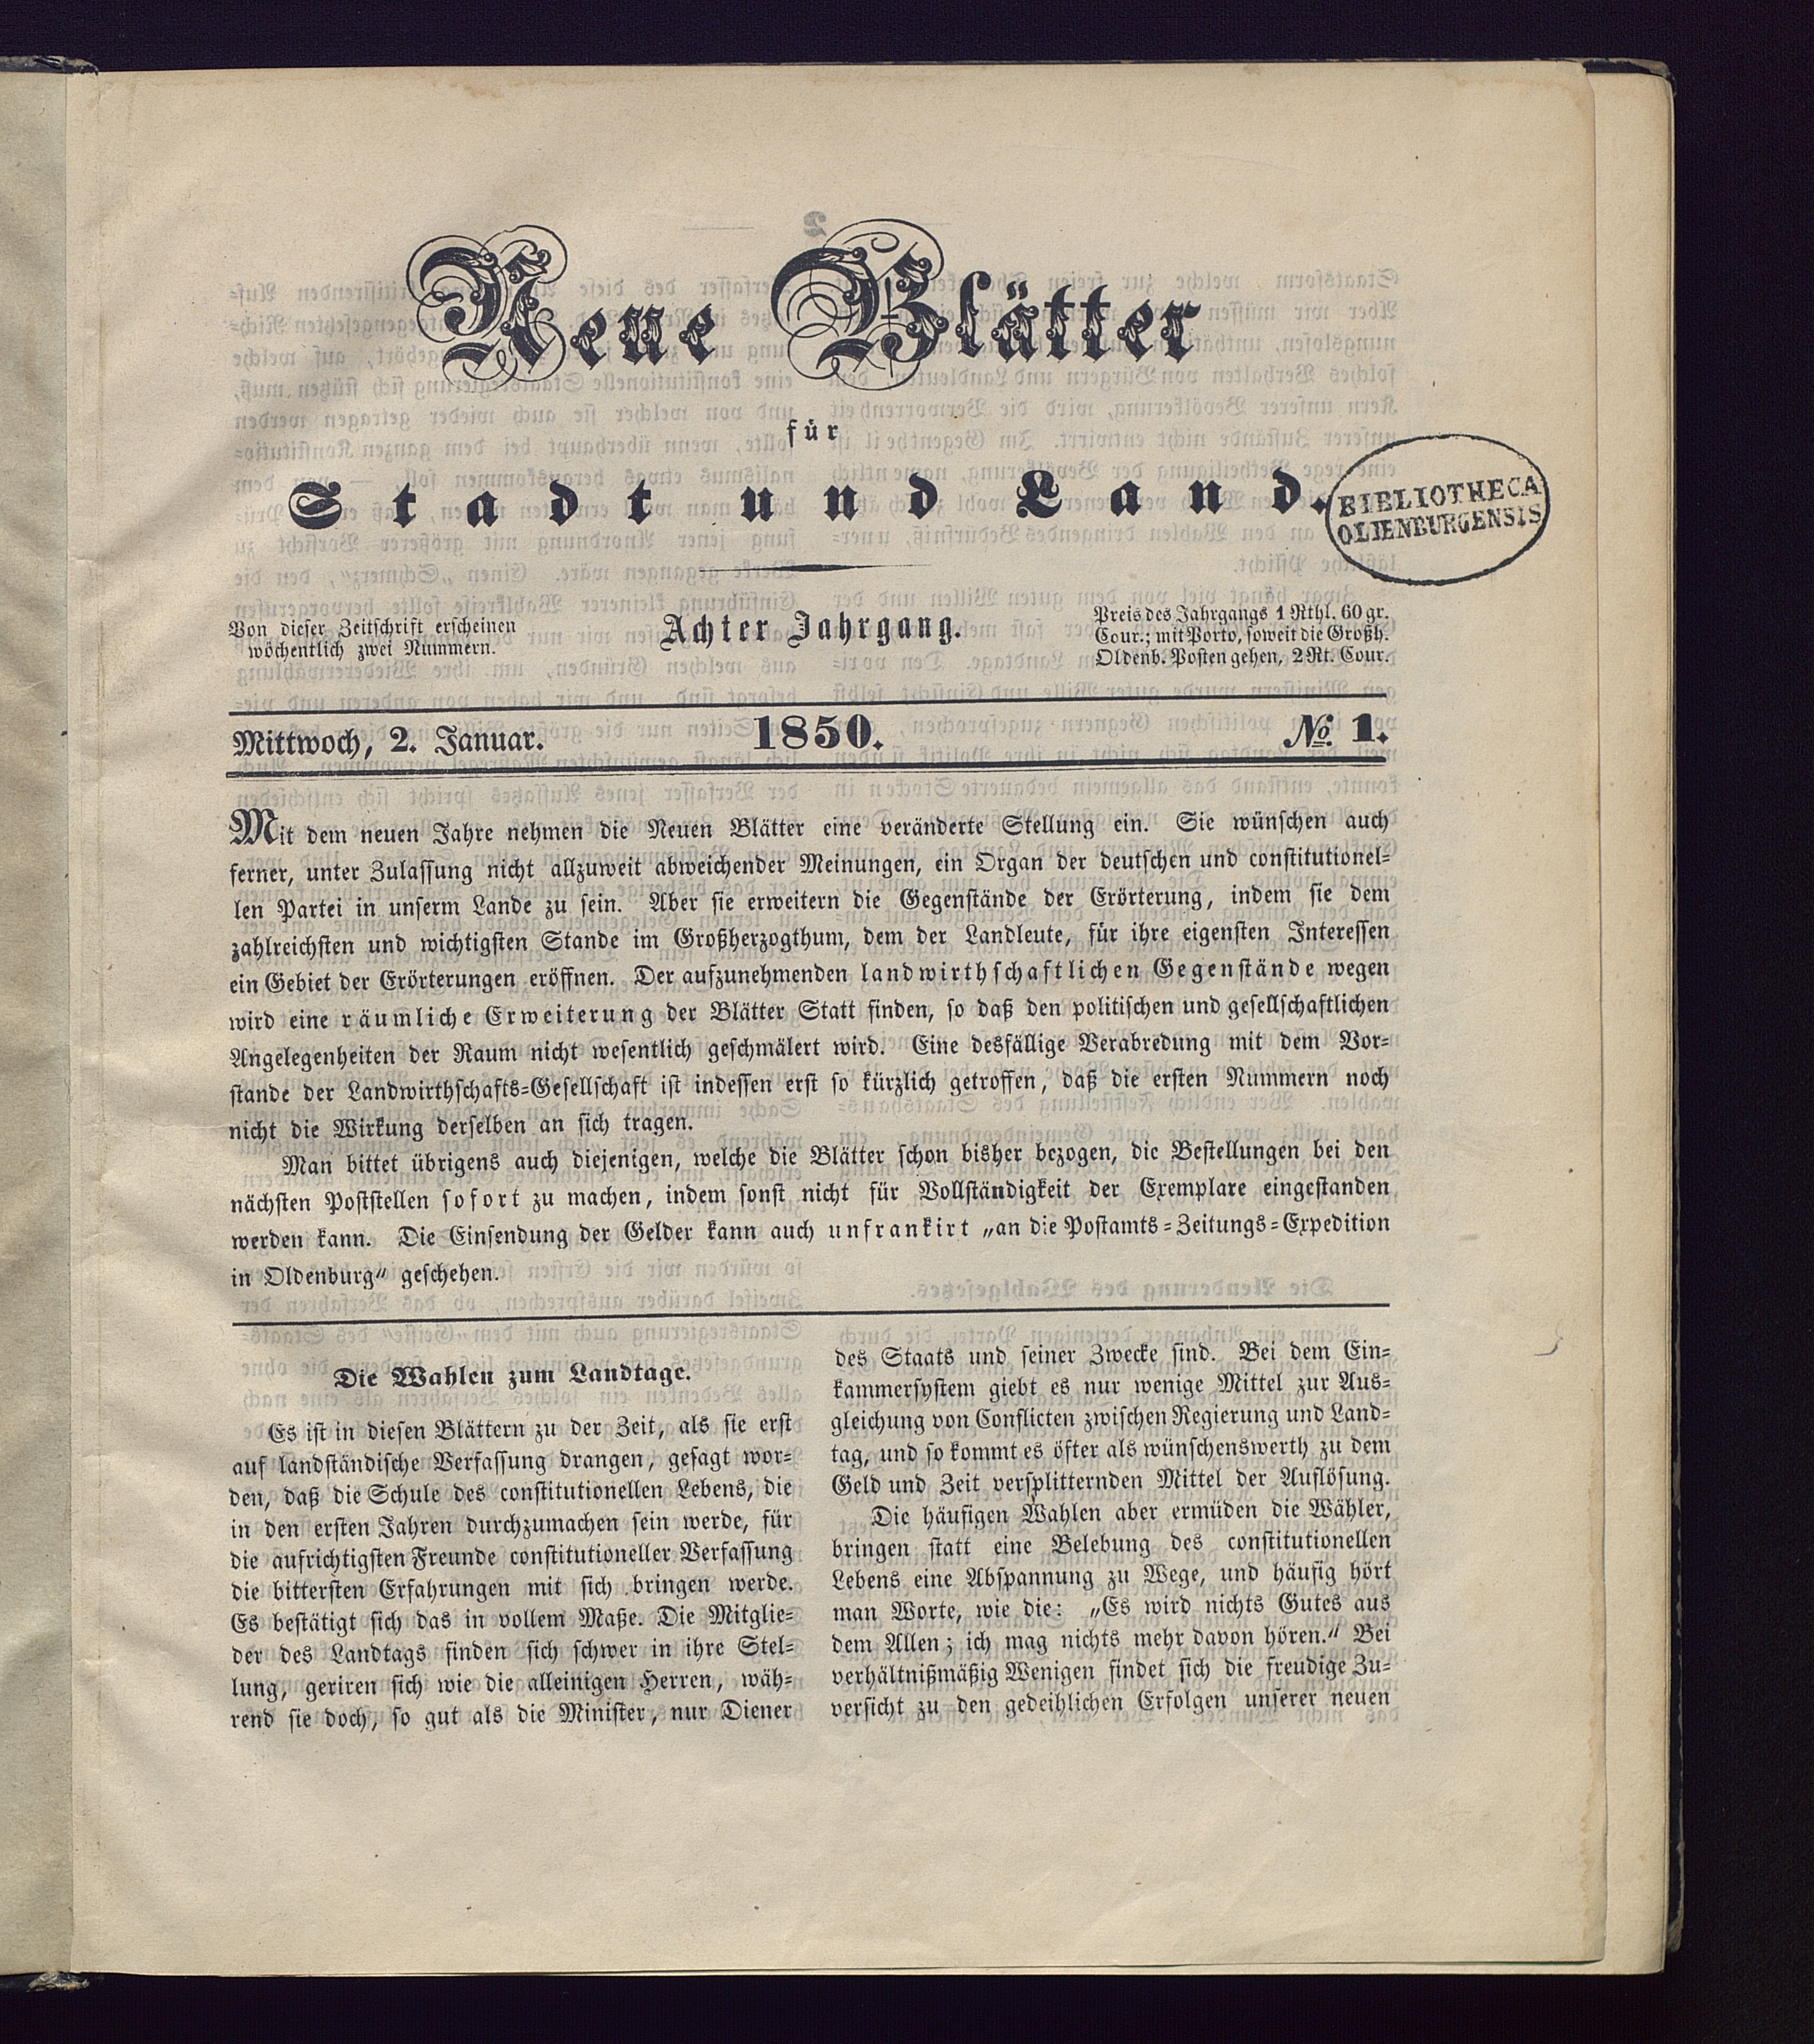 Neue Blätter
für
Stadt und Land.
BIBLIOTHECA
OLDENBURGENSIS
Von dieser Zeitschrift erscheinen
wöchentlich zwei Nummern.
Achter Jahrgang.
Preis des Jahrgangs 1 Rthl. 60 gr.
Cour.; mit Porto, soweit die Großh.
Oldenb. Posten gehen, 2 Rt. Cour.
Mittwoch, 2. Januar.
1850.
№ 1.
Mit dem neuen Jahre nehmen die Neuen Blätter eine veränderte Stellung ein. Sie wünschen auch
ferner, unter Zulassung nicht allzuweit abweichender Meinungen, ein Organ der deutschen und constitutionel-
len Partei in unserm Lande zu sein. Aber sie erweitern die Gegenstände der Erörterung, indem sie dem
zahlreichsten und wichtigsten Stande im Großherzogthum, dem der Landleute, für ihre eigensten Interessen
ein Gebiet der Erörterungen eröffnen. Der aufzunehmenden landwirthschaftlichen Gegenstände wegen
wird eine räumliche Erweiterung der Blätter Statt finden, so daß den politischen und gesellschaftlichen
Angelegenheiten der Raum nicht wesentlich geschmälert wird. Eine desfällige Verabredung mit dem Vor-
stande der Landwirthschafts-Gesellschaft ist indessen erst so kürzlich getroffen, daß die ersten Nummern noch
nicht die Wirkung derselben an sich tragen.
Man bittet übrigens auch diejenigen, welche die Blätter schon bisher bezogen, die Bestellungen bei den
nächsten Poststellen sofort zu machen, indem sonst nicht für Vollständigkeit der Exemplare eingestanden
werden kann. Die Einsendung der Gelder kann auch unfrankirt „an die Postamts-Zeitungs-Expedition
in Oldenburg“ geschehen.
Die Wahlen zum Landtage.
Es ist in diesen Blättern zu der Zeit, als sie erst
auf landständische Verfassung drangen, gesagt wor-
den, daß die Schule des constitutionellen Lebens, die
in den ersten Jahren durchzumachen sein werde, für
die aufrichtigsten Freunde constitutioneller Verfassung
die bittersten Erfahrungen mit sich bringen werde.
Es bestätigt sich das in vollem Maße. Die Mitglie-
der des Landtags finden sich schwer in ihre Stel-
lung, geriren sich wie die alleinigen Herren, wäh-
rend sie doch, so gut als die Minister, nur Diener
des Staats und seiner Zwecke sind. Bei dem Ein-
kammersystem giebt es nur wenige Mittel zur Aus-
gleichung von Conflicten zwischen Regierung und Land-
tag, und so kommt es öfter als wünschenswerth zu dem
Geld und Zeit versplitternden Mittel der Auflösung.
Die häufigen Wahlen aber ermüden die Wähler,
bringen statt eine Belebung des constitutionellen
Lebens eine Abspannung zu Wege, und häufig hört
man Worte, wie die: „Es wird nichts Gutes aus
dem Allen; ich mag nichts mehr davon hören.“ Bei
verhältnißmäßig Wenigen findet sich die freudige Zu-
versicht zu den gedeihlichen Erfolgen unserer neuen